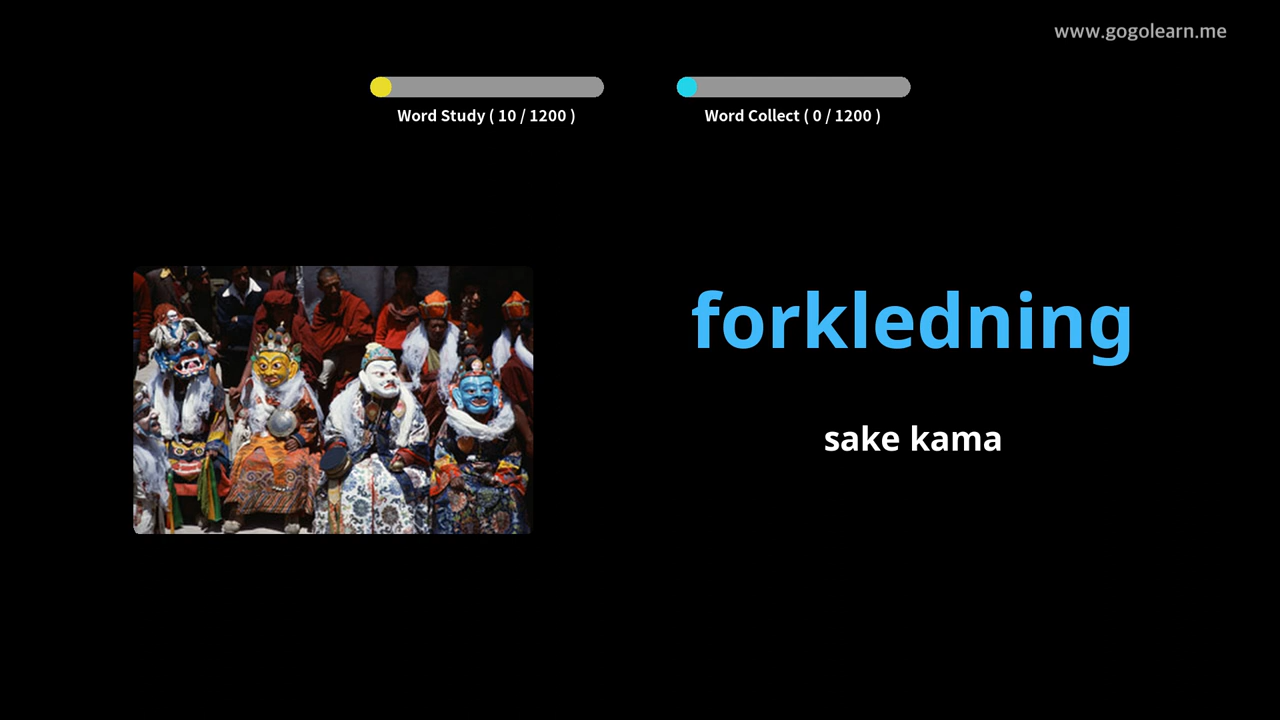 www.gogolearn.me
Word Study ( 10 / 1200 )
Word Collect ( 0 / 1200 )
forkledning
sake kama